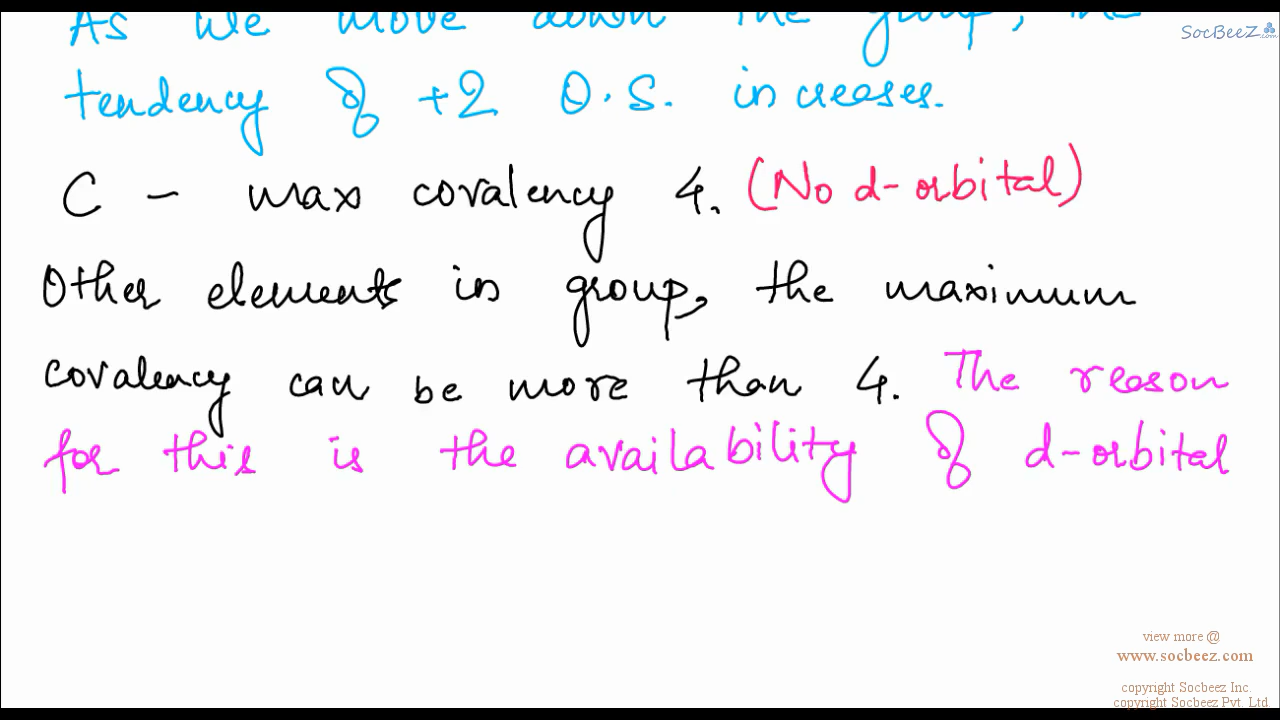 As we move down the group, the
SocBeeZ.com
tendency of +2 O.S. increases.
C - max covalency 4. (No d-orbital)
Other elements in group, the maximum
covalency can be more than 4. The reason
for this is the availability of d-orbital
view more @
www.socbeez.com
copyright Socbeez Inc.
copyright Socbeez Pvt. Ltd.